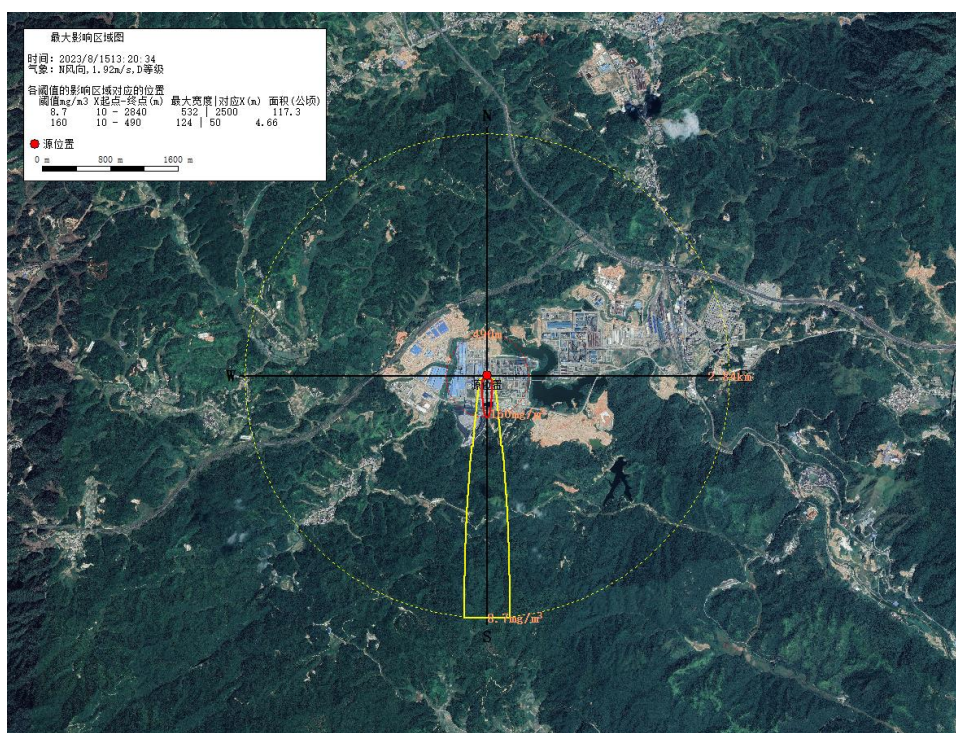 最大影响区域图
时间: 2023/8/1513:20:34
气象: N风向,1.92m/s,D等级
各阈值的影响区域对应的位置
阈值mg/m3 X起点-终点(m) 最大宽度|对应X(m) 面积(公顷)
8.7 10 - 2840 532 | 2500 117.3
160 10 - 490 124 | 50 4.66
源位置
0 m 800 m 1600 m
N
490m
W
2.84km
源位置
160mg/m³
8.7mg/m³
S